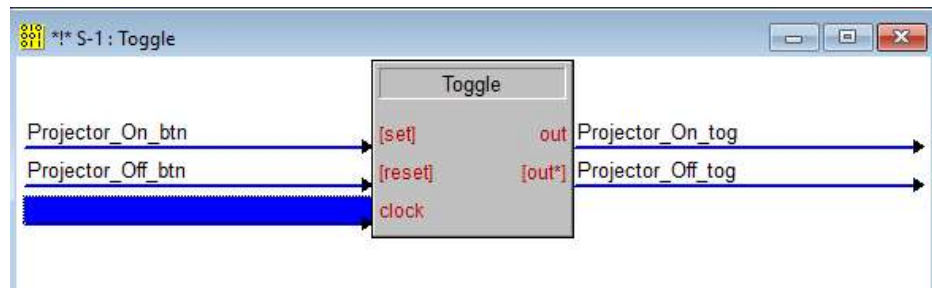 *!* S-1 : Toggle
Toggle
Projector_On_btn [set] out Projector_On_tog
Projector_Off_btn [reset] [out*] Projector_Off_tog
clock